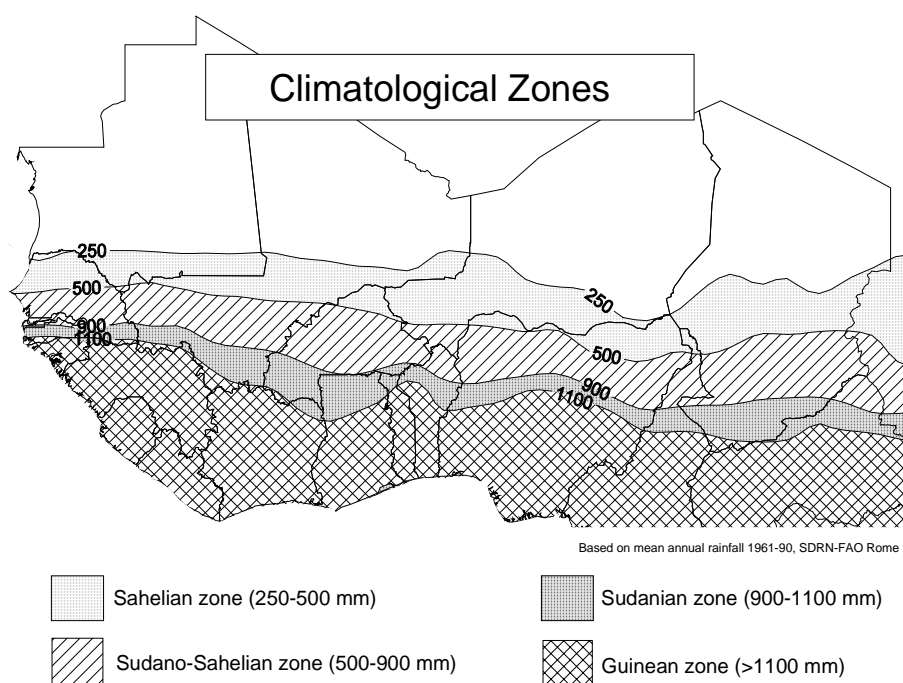 Climatological Zones
250
500
900
1100
250
500
900
1100
Based on mean annual rainfall 1961-90, SDRN-FAO Rome
Sahelian zone (250-500 mm)
Sudanian zone (900-1100 mm)
Sudano-Sahelian zone (500-900 mm)
Guinean zone (>1100 mm)